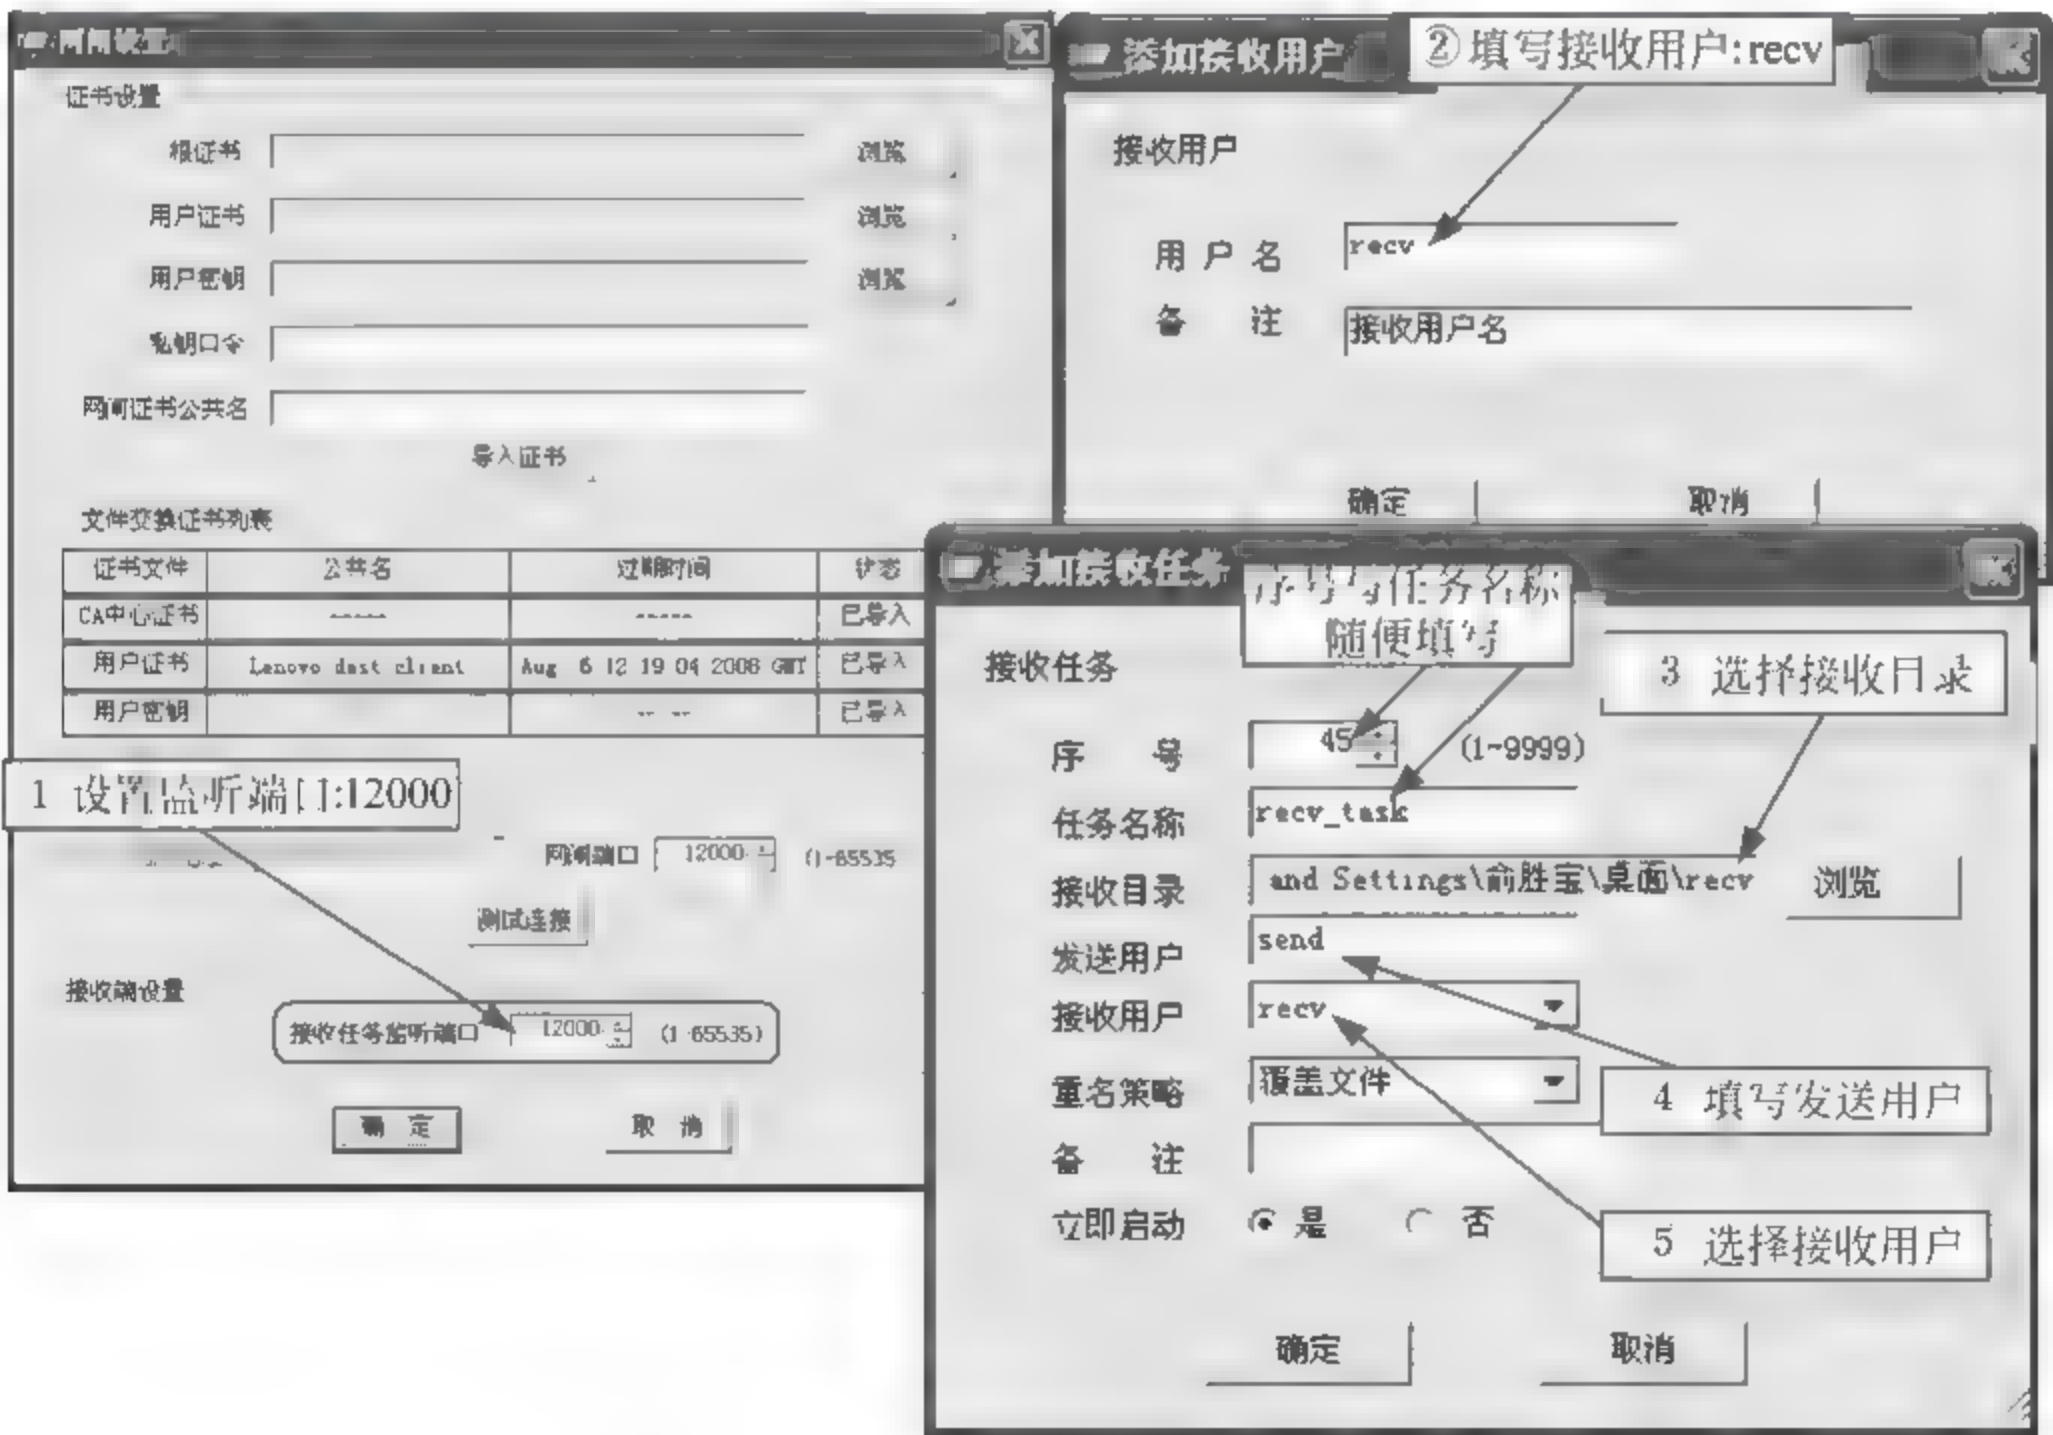 网闸设置
证书设置
根证书 浏览
用户证书 浏览
用户密钥 浏览
私钥口令
网闸证书公共名
导入证书
文件交换证书列表
证书文件 公共名 过期时间 状态
CA中心证书 ----- ----- 已导入
用户证书 Lenovo dest client Aug 6 12 19 04 2008 GMT 已导入
用户密钥 已导入
1 设置监听端口:12000
网闸端口 12000 (1-65535
测试连接
接收端设置
接收任务监听端口 12000 (1-65535)
确 定 取 消
添加接收用户
②填写接收用户:recv
接收用户
用 户 名 recv
备 注 接收用户名
确定 取消
添加接收任务
序号与任务名称
随便填写
3 选择接收目录
接收任务
序 号 45 (1~9999)
任务名称 recv_task
接收目录 and Settings\俞胜宝\桌面\recv 浏览
发送用户 send
接收用户 recv
重名策略 覆盖文件
4 填写发送用户
备 注
立即启动 是 否
5 选择接收用户
确定 取消